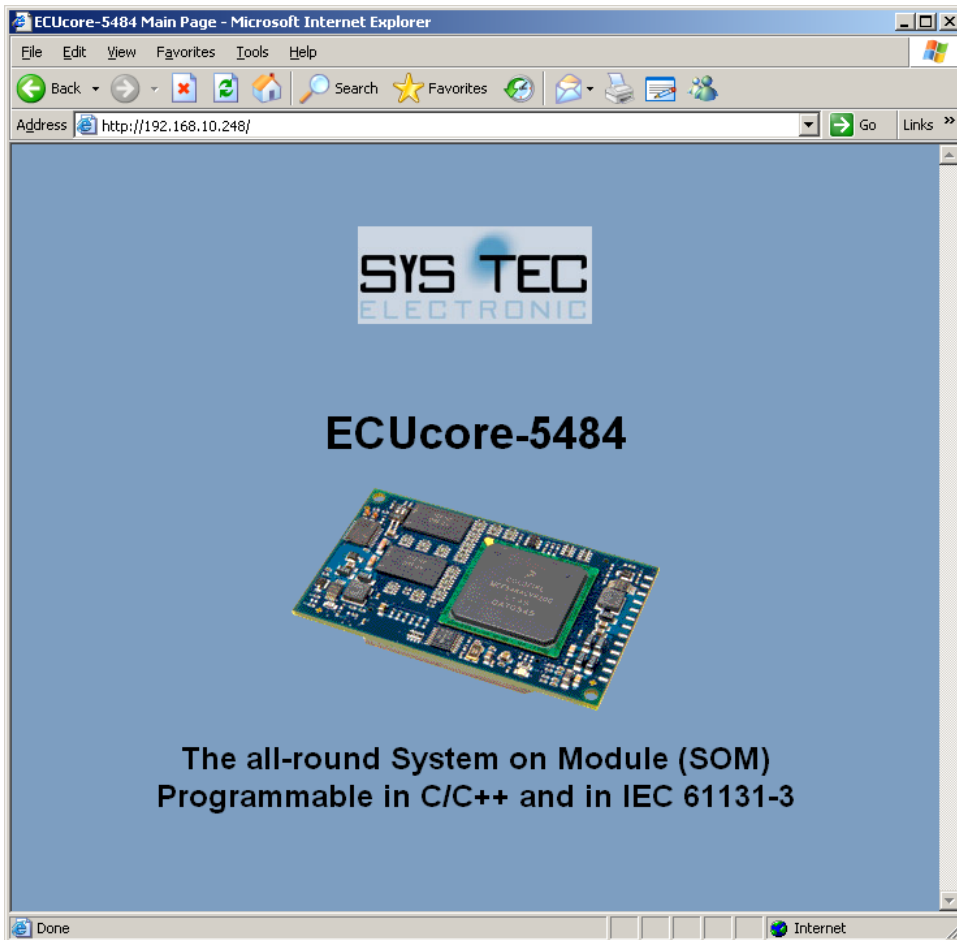 ECUcore-5484 Main Page - Microsoft Internet Explorer
File Edit View Favorites Tools Help
Back Search Favorites
Address http://192.168.10.248/ Go Links »
SYS TEC
ELECTRONIC
ECUcore-5484
COLDFIRE
The all-round System on Module (SOM)
Programmable in C/C++ and in IEC 61131-3
Done Internet